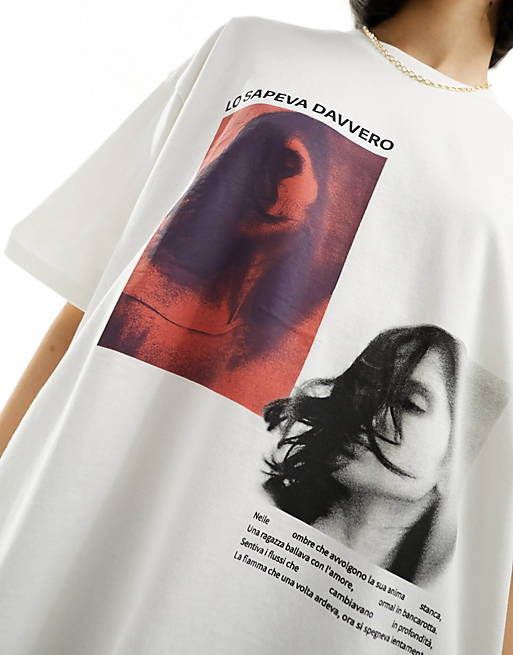 LO SAPEVA DAVVERO
Nelle ombre che avvolgono la sua anima stanca,
Una ragazza ballava con l'amore, ormai in bancarotta.
Sentiva i flussi che cambiavano in profondità,
La fiamma che una volta ardeva, ora si spegneva lentamente.